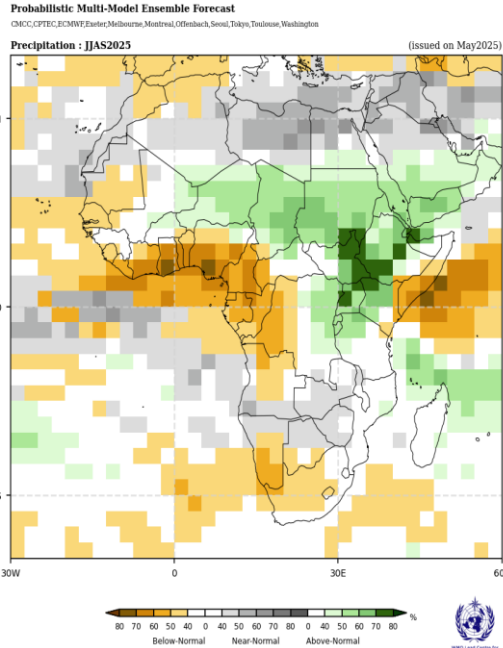 Probabilistic Multi-Model Ensemble Forecast
CMCC,CPTEC,ECMWF,Exeter,Melbourne,Montreal,Offenbach,Seoul,Tokyo,Toulouse,Washington
Precipitation : JJAS2025 (issued on May2025)
30W 0 30E 60
80 70 60 50 40 0 40 50 60 70 80 0 40 50 60 70 80 %
Below-Normal Near-Normal Above-Normal